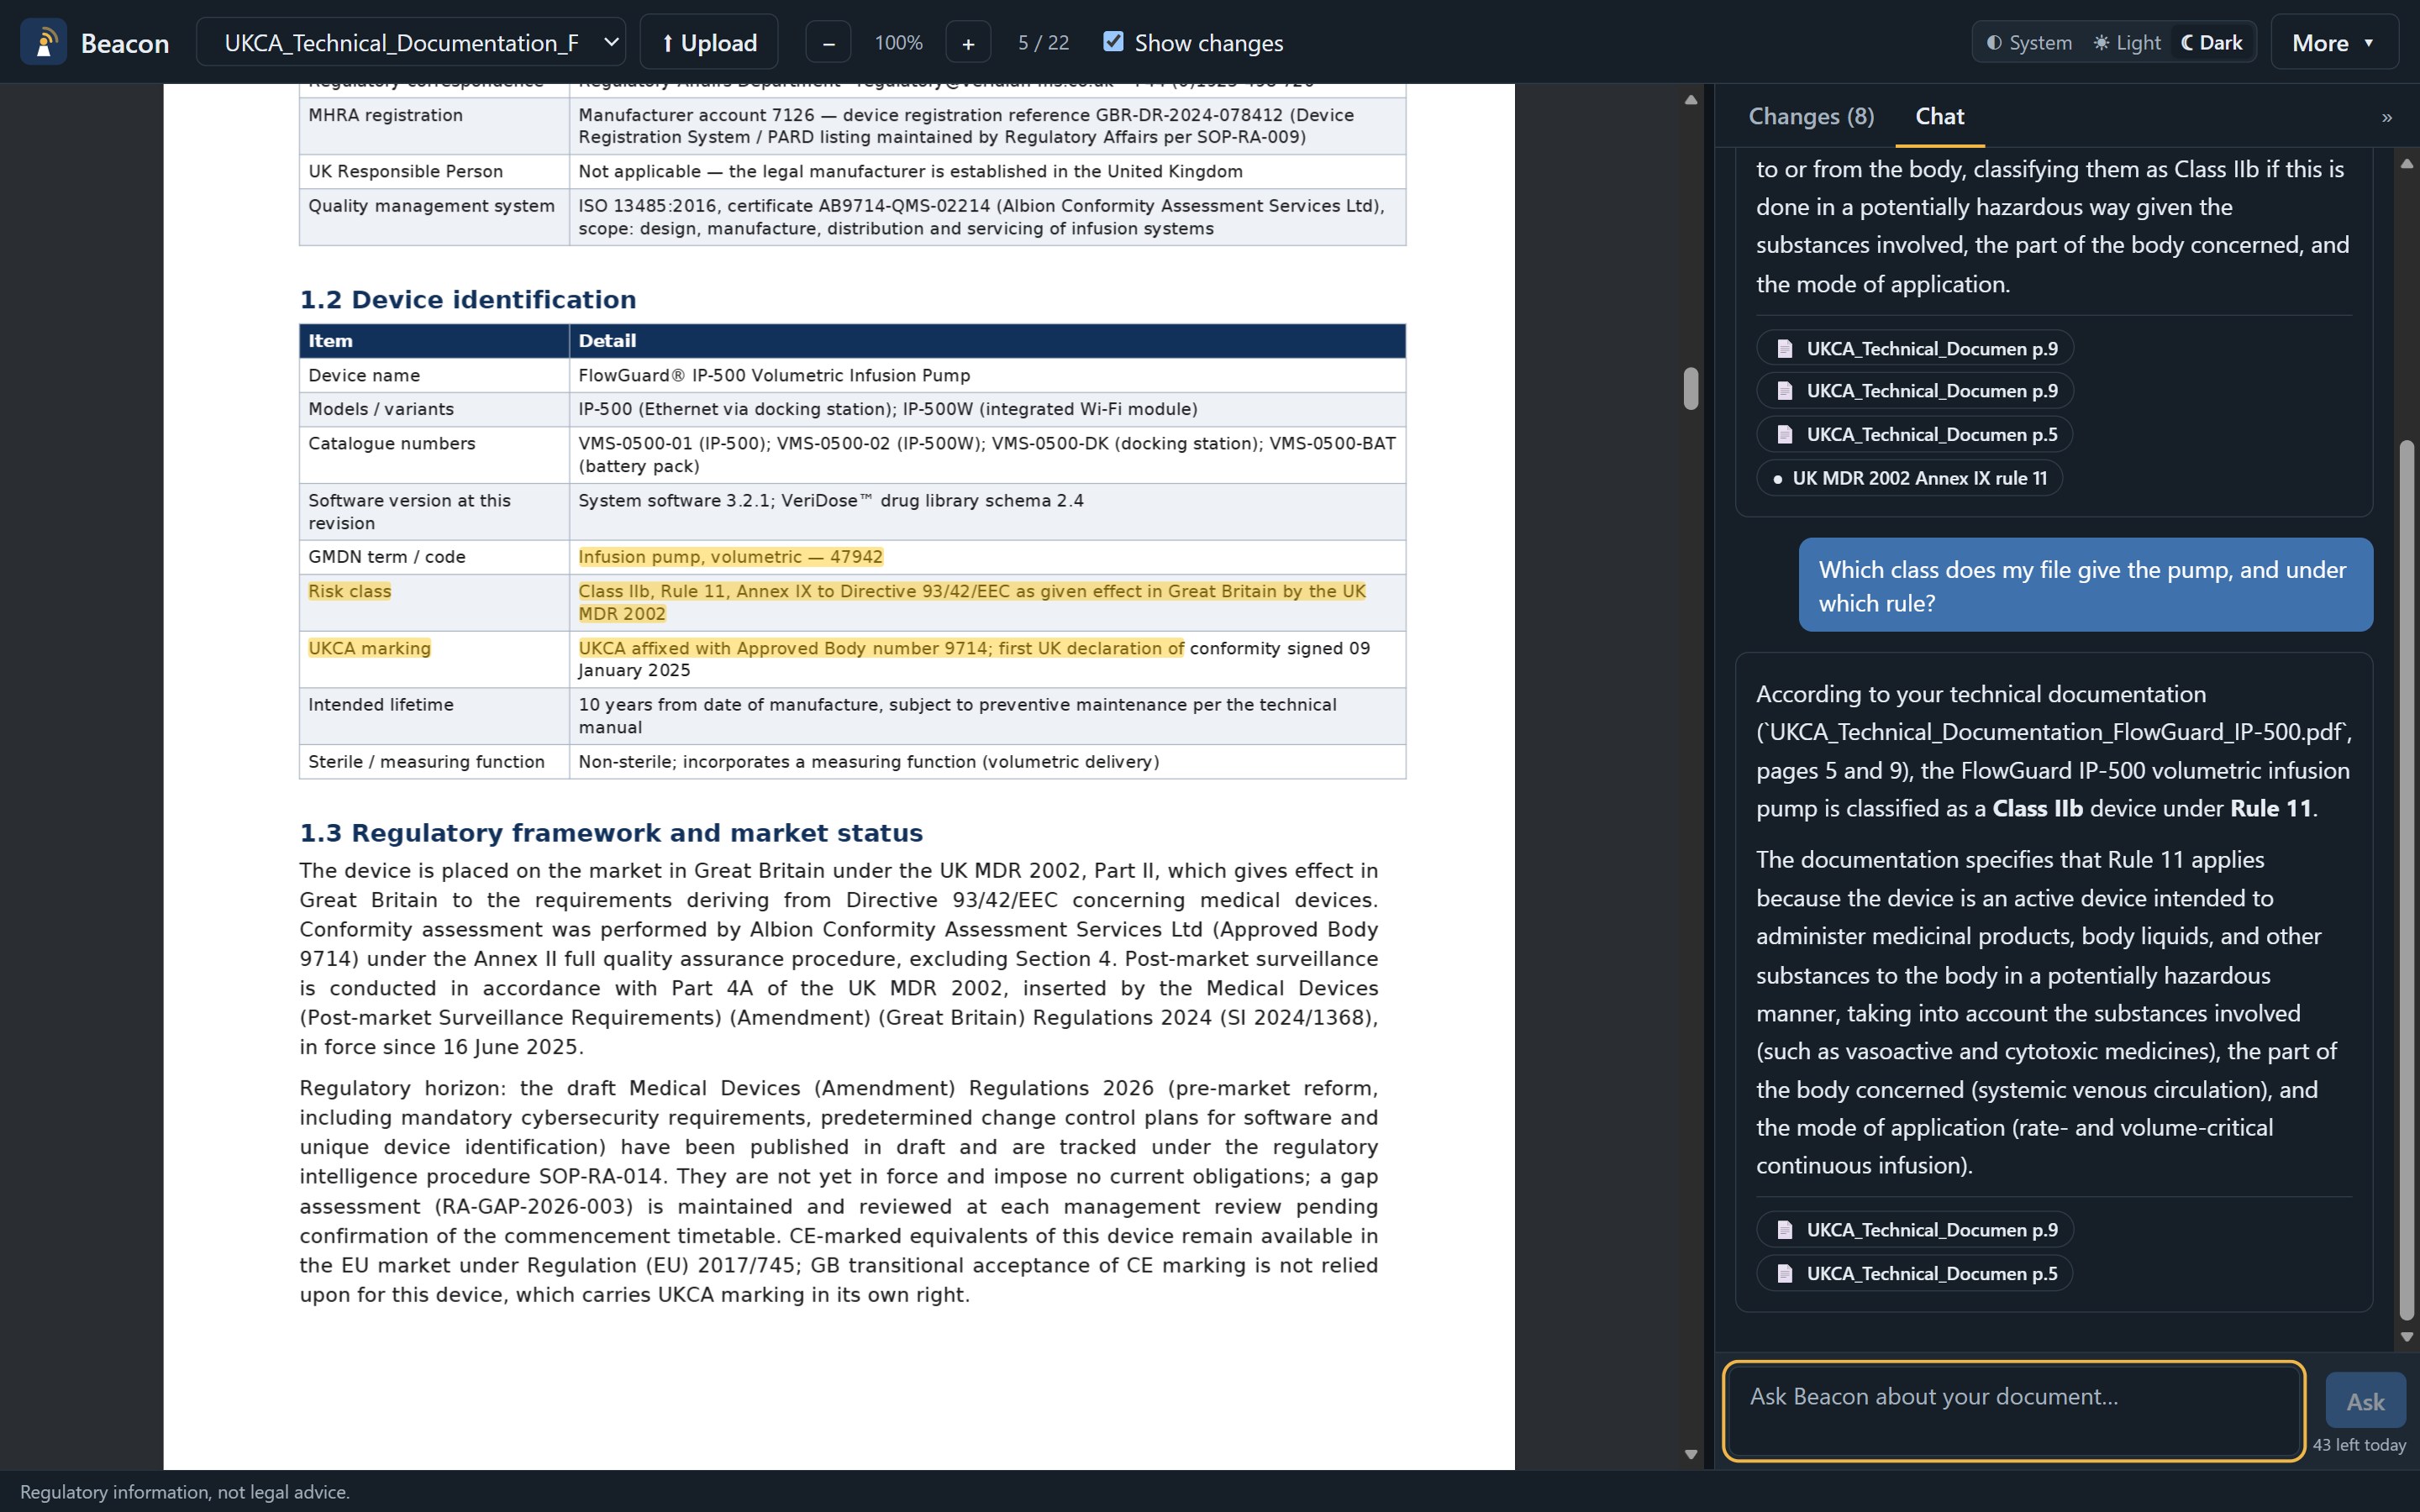 Beacon
UKCA_Technical_Documentation_F
Upload
−
100%
+
5 / 22
Show changes
System
Light
Dark
More
MHRA registration
Manufacturer account 7126 — device registration reference GBR-DR-2024-078412 (Device
Registration System / PARD listing maintained by Regulatory Affairs per SOP-RA-009)
UK Responsible Person
Not applicable — the legal manufacturer is established in the United Kingdom
Quality management system
ISO 13485:2016, certificate AB9714-QMS-02214 (Albion Conformity Assessment Services Ltd),
scope: design, manufacture, distribution and servicing of infusion systems
1.2 Device identification
Item
Detail
Device name
FlowGuard® IP-500 Volumetric Infusion Pump
Models / variants
IP-500 (Ethernet via docking station); IP-500W (integrated Wi-Fi module)
Catalogue numbers
VMS-0500-01 (IP-500); VMS-0500-02 (IP-500W); VMS-0500-DK (docking station); VMS-0500-BAT
(battery pack)
Software version at this
revision
System software 3.2.1; VeriDose™ drug library schema 2.4
GMDN term / code
Infusion pump, volumetric — 47942
Risk class
Class IIb, Rule 11, Annex IX to Directive 93/42/EEC as given effect in Great Britain by the UK
MDR 2002
UKCA marking
UKCA affixed with Approved Body number 9714; first UK declaration of conformity signed 09
January 2025
Intended lifetime
10 years from date of manufacture, subject to preventive maintenance per the technical
manual
Sterile / measuring function
Non-sterile; incorporates a measuring function (volumetric delivery)
1.3 Regulatory framework and market status
The device is placed on the market in Great Britain under the UK MDR 2002, Part II, which gives effect in
Great Britain to the requirements deriving from Directive 93/42/EEC concerning medical devices.
Conformity assessment was performed by Albion Conformity Assessment Services Ltd (Approved Body
9714) under the Annex II full quality assurance procedure, excluding Section 4. Post-market surveillance
is conducted in accordance with Part 4A of the UK MDR 2002, inserted by the Medical Devices
(Post-market Surveillance Requirements) (Amendment) (Great Britain) Regulations 2024 (SI 2024/1368),
in force since 16 June 2025.
Regulatory horizon: the draft Medical Devices (Amendment) Regulations 2026 (pre-market reform,
including mandatory cybersecurity requirements, predetermined change control plans for software and
unique device identification) have been published in draft and are tracked under the regulatory
intelligence procedure SOP-RA-014. They are not yet in force and impose no current obligations; a gap
assessment (RA-GAP-2026-003) is maintained and reviewed at each management review pending
confirmation of the commencement timetable. CE-marked equivalents of this device remain available in
the EU market under Regulation (EU) 2017/745; GB transitional acceptance of CE marking is not relied
upon for this device, which carries UKCA marking in its own right.
Changes (8)
Chat
»
to or from the body, classifying them as Class IIb if this is
done in a potentially hazardous way given the
substances involved, the part of the body concerned, and
the mode of application.
UKCA_Technical_Documen p.9
UKCA_Technical_Documen p.9
UKCA_Technical_Documen p.5
UK MDR 2002 Annex IX rule 11
Which class does my file give the pump, and under
which rule?
According to your technical documentation
(`UKCA_Technical_Documentation_FlowGuard_IP-500.pdf`,
pages 5 and 9), the FlowGuard IP-500 volumetric infusion
pump is classified as a Class IIb device under Rule 11.
The documentation specifies that Rule 11 applies
because the device is an active device intended to
administer medicinal products, body liquids, and other
substances to the body in a potentially hazardous
manner, taking into account the substances involved
(such as vasoactive and cytotoxic medicines), the part of
the body concerned (systemic venous circulation), and
the mode of application (rate- and volume-critical
continuous infusion).
UKCA_Technical_Documen p.9
UKCA_Technical_Documen p.5
Ask Beacon about your document...
Ask
43 left today
Regulatory information, not legal advice.